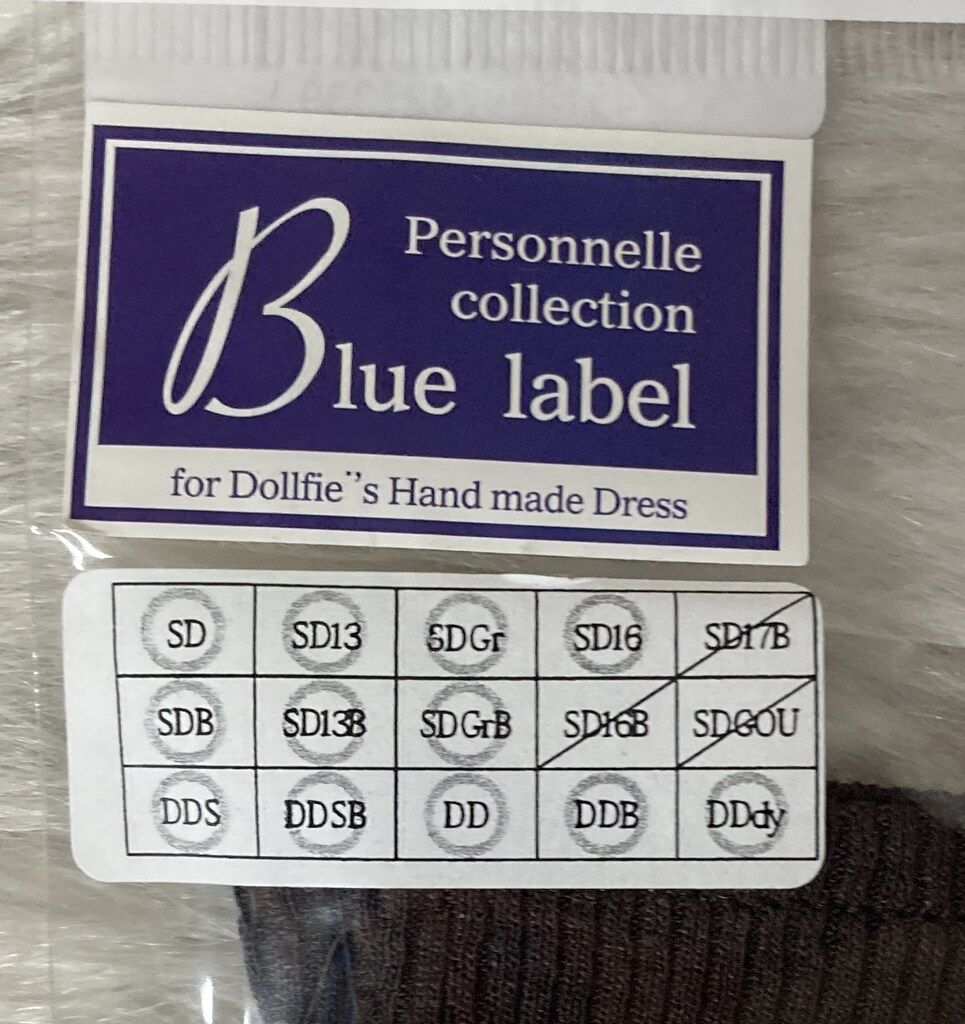 Personnelle
collection
Blue label
for Dollfie"s Hand made Dress
SD SD13 SDGr SD16 SD17B
SDB SD13B SDGrB SD16B SDGOU
DDS DDSB DD DDB DDdy